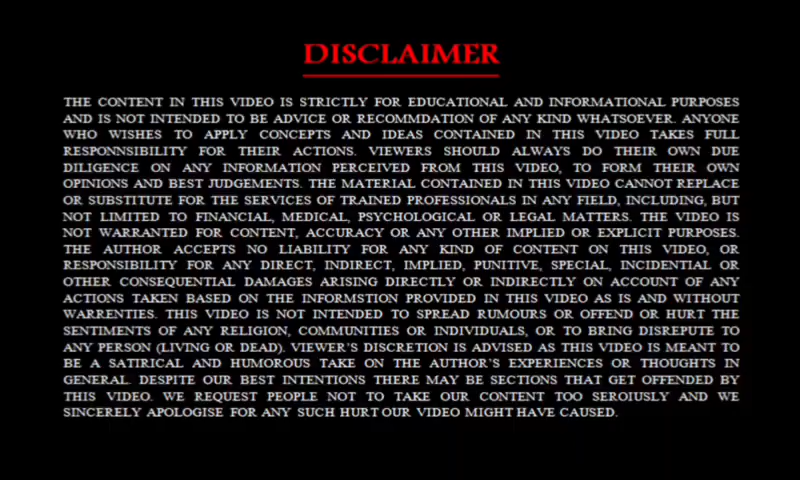 DISCLAIMER
THE CONTENT IN THIS VIDEO IS STRICTLY FOR EDUCATIONAL AND INFORMATIONAL PURPOSES
AND IS NOT INTENDED TO BE ADVICE OR RECOMMDATION OF ANY KIND WHATSOEVER. ANYONE
WHO WISHES TO APPLY CONCEPTS AND IDEAS CONTAINED IN THIS VIDEO TAKES FULL
RESPONNSIBILITY FOR THEIR ACTIONS. VIEWERS SHOULD ALWAYS DO THEIR OWN DUE
DILIGENCE ON ANY INFORMATION PERCEIVED FROM THIS VIDEO, TO FORM THEIR OWN
OPINIONS AND BEST JUDGEMENTS. THE MATERIAL CONTAINED IN THIS VIDEO CANNOT REPLACE
OR SUBSTITUTE FOR THE SERVICES OF TRAINED PROFESSIONALS IN ANY FIELD, INCLUDING, BUT
NOT LIMITED TO FINANCIAL, MEDICAL, PSYCHOLOGICAL OR LEGAL MATTERS. THE VIDEO IS
NOT WARRANTED FOR CONTENT, ACCURACY OR ANY OTHER IMPLIED OR EXPLICIT PURPOSES.
THE AUTHOR ACCEPTS NO LIABILITY FOR ANY KIND OF CONTENT ON THIS VIDEO, OR
RESPONSIBILITY FOR ANY DIRECT, INDIRECT, IMPLIED, PUNITIVE, SPECIAL, INCIDENTAL OR
OTHER CONSEQUENTIAL DAMAGES ARISING DIRECTLY OR INDIRECTLY ON ACCOUNT OF ANY
ACTIONS TAKEN BASED ON THE INFORMSTION PROVIDED IN THIS VIDEO AS IS AND WITHOUT
WARRENTIES. THIS VIDEO IS NOT INTENDED TO SPREAD RUMOURS OR OFFEND OR HURT THE
SENTIMENTS OF ANY RELIGION, COMMUNITIES OR INDIVIDUALS, OR TO BRING DISREPUTE TO
ANY PERSON (LIVING OR DEAD). VIEWER'S DISCRETION IS ADVISED AS THIS VIDEO IS MEANT TO
BE A SATIRICAL AND HUMOROUS TAKE ON THE AUTHOR'S EXPERIENCES OR THOUGHTS IN
GENERAL. DESPITE OUR BEST INTENTIONS THERE MAY BE SECTIONS THAT GET OFFENDED BY
THIS VIDEO. WE REQUEST PEOPLE NOT TO TAKE OUR CONTENT TOO SEROIUSLY AND WE
SINCERELY APOLOGISE FOR ANY SUCH HURT OUR VIDEO MIGHT HAVE CAUSED.